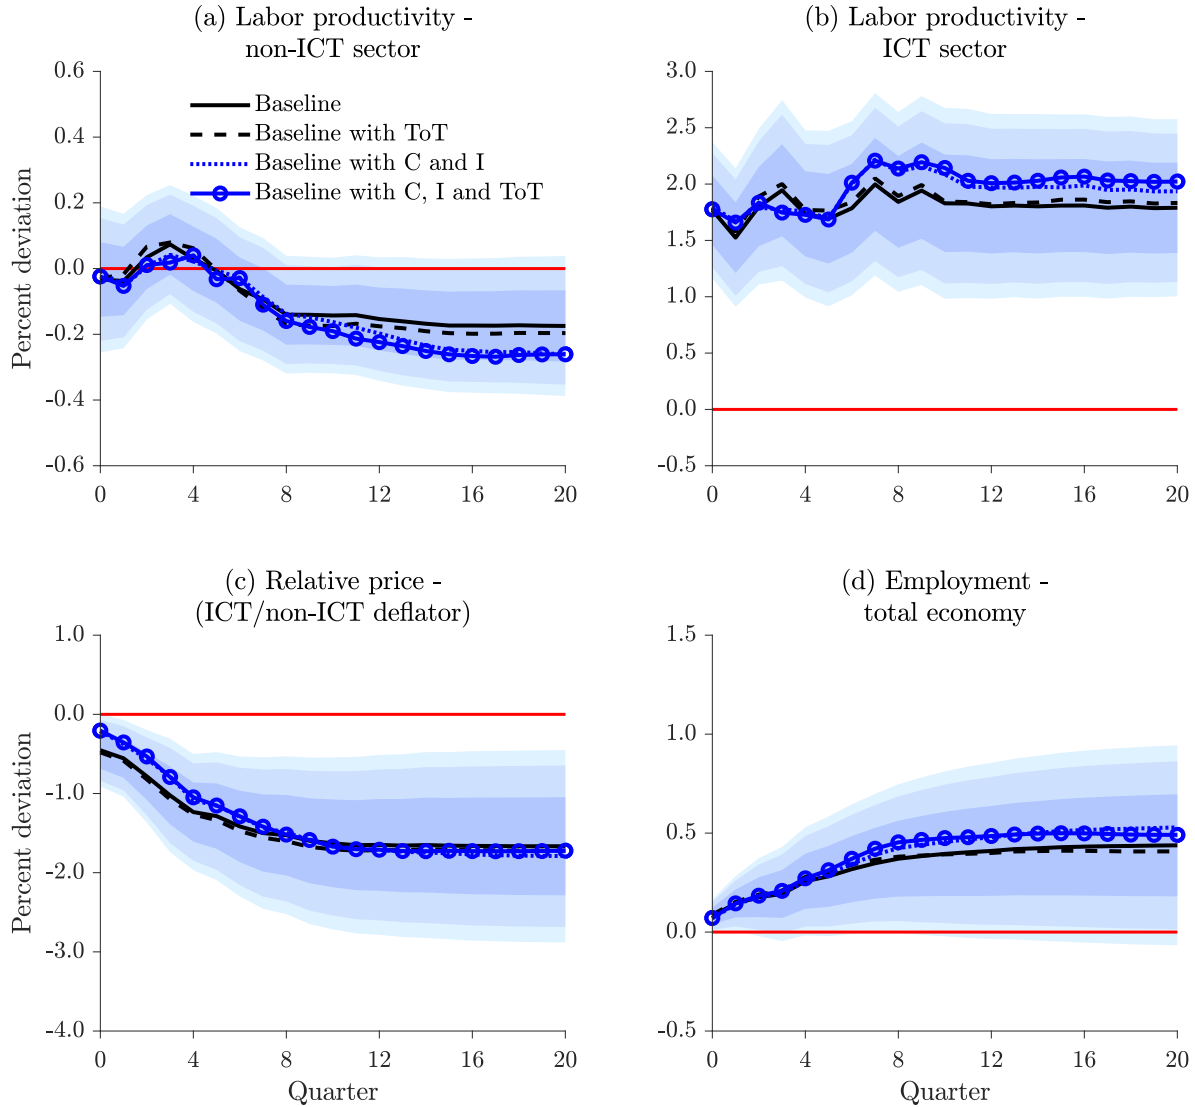 (a) Labor productivity -
non-ICT sector
Percent deviation
0.6
0.4
0.2
0.0
-0.2
-0.4
-0.6
Baseline
Baseline with ToT
Baseline with C and I
Baseline with C, I and ToT
0 4 8 12 16 20
(b) Labor productivity -
ICT sector
3.0
2.5
2.0
1.5
1.0
0.5
0.0
-0.5
0 4 8 12 16 20
(c) Relative price -
(ICT/non-ICT deflator)
Percent deviation
1.0
0.0
-1.0
-2.0
-3.0
-4.0
0 4 8 12 16 20
Quarter
(d) Employment -
total economy
1.5
1.0
0.5
0.0
-0.5
0 4 8 12 16 20
Quarter